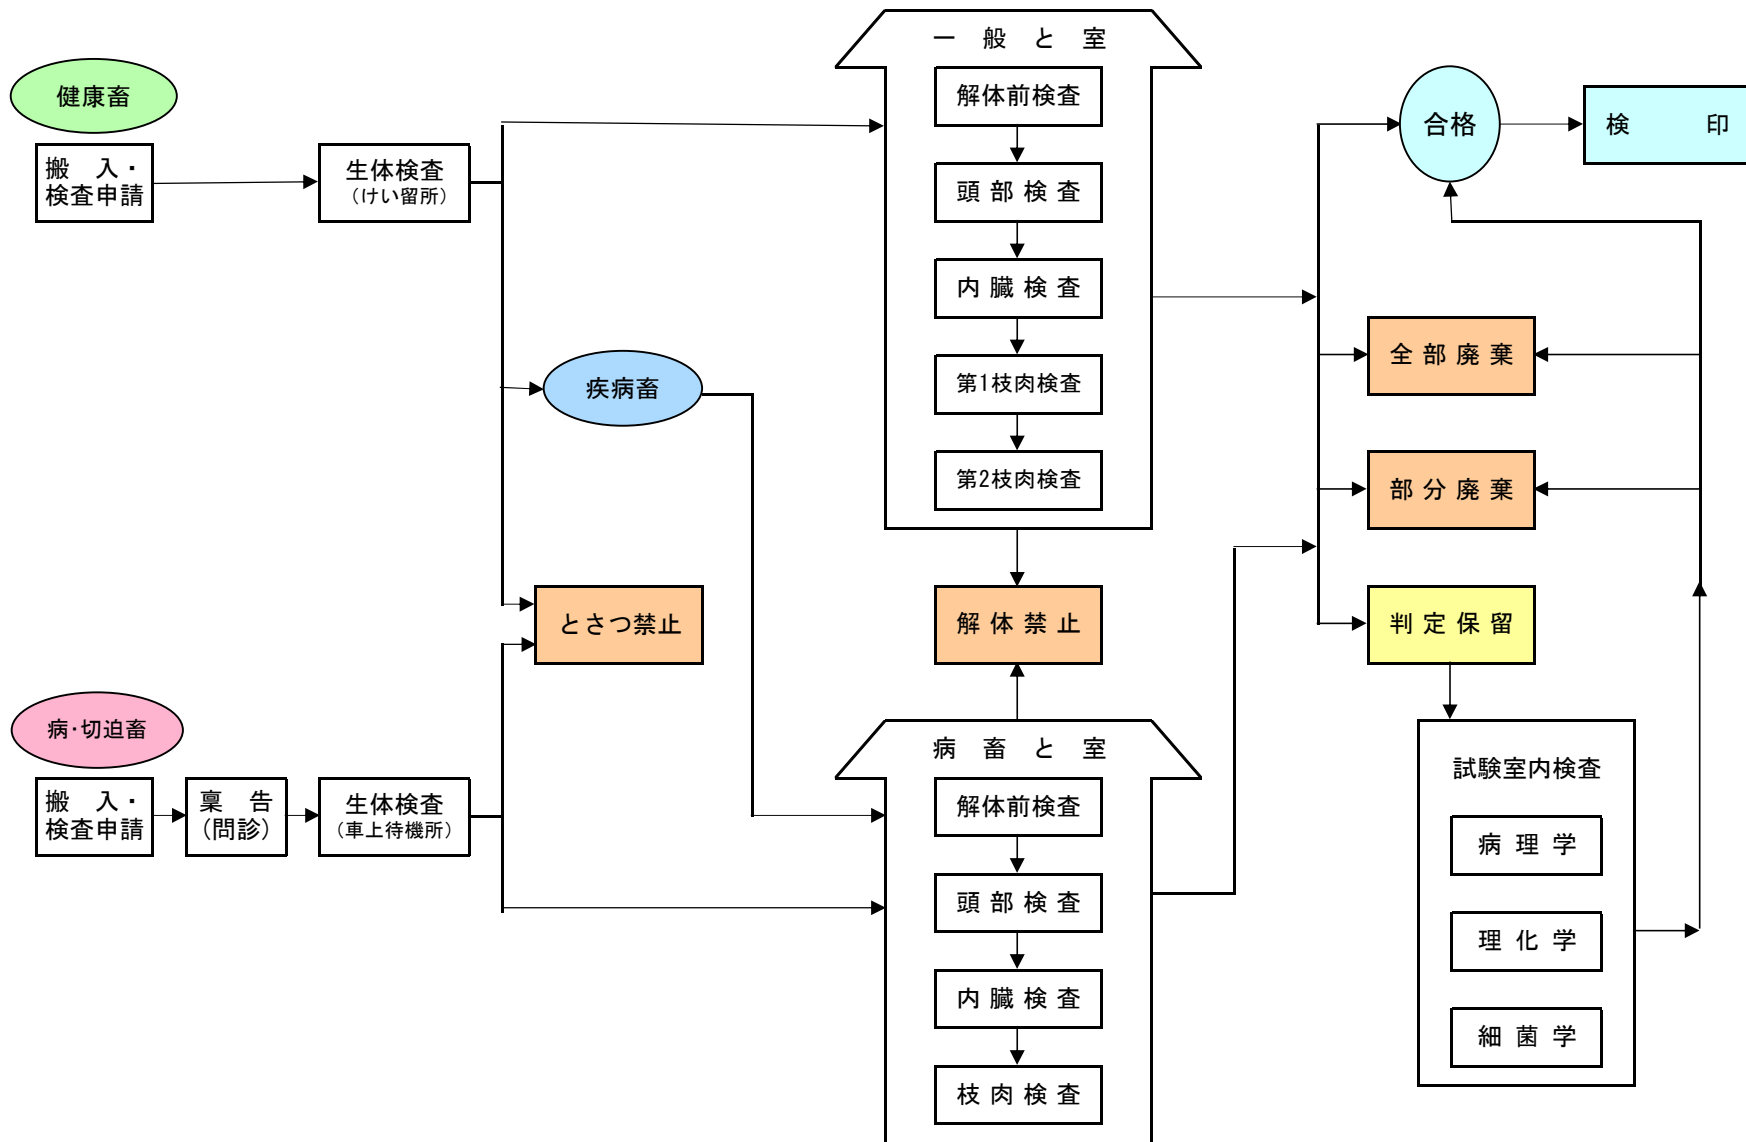 健康畜
搬　入・
検査申請
生体検査
（けい留所）
一　般　と　室
解体前検査
頭 部 検 査
内 臓 検 査
第1枝肉検査
第2枝肉検査
合格
検　　印
疾病畜
全 部 廃 棄
部 分 廃 棄
とさつ禁止
解 体 禁 止
判 定 保 留
病・切迫畜
搬　入・
検査申請
稟　告
（問診）
生体検査
（車上待機所）
病　畜　と　室
解体前検査
頭 部 検 査
内 臓 検 査
枝 肉 検 査
試験室内検査
病 理 学
理 化 学
細 菌 学